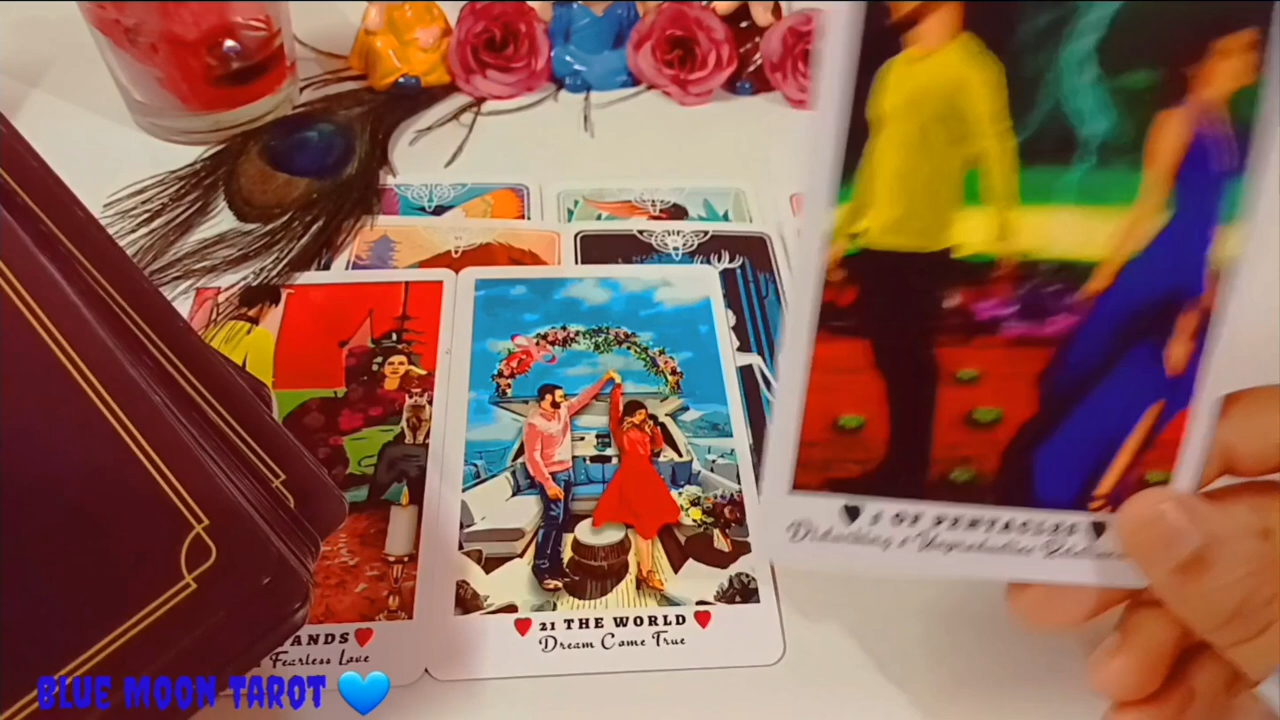 OF PENTACLES
21 THE WORLD
Dream Come True
ANDS
Fearless Love
BLUE MOON TAROT